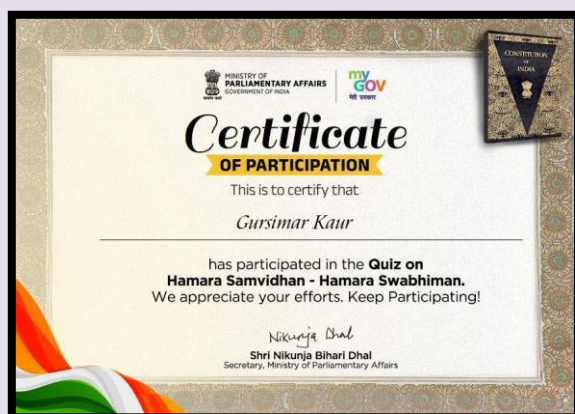 MINISTRY OF
PARLIAMENTARY AFFAIRS
GOVERNMENT OF INDIA
my
GOV
मेरी सरकार
CONSTITUTION
OF
INDIA
Certificate
OF PARTICIPATION
This is to certify that
Gursimar Kaur
has participated in the Quiz on
Hamara Samvidhan - Hamara Swabhiman.
We appreciate your efforts. Keep Participating!
Nikunja Dhal
Shri Nikunja Bihari Dhal
Secretary, Ministry of Parliamentary Affairs